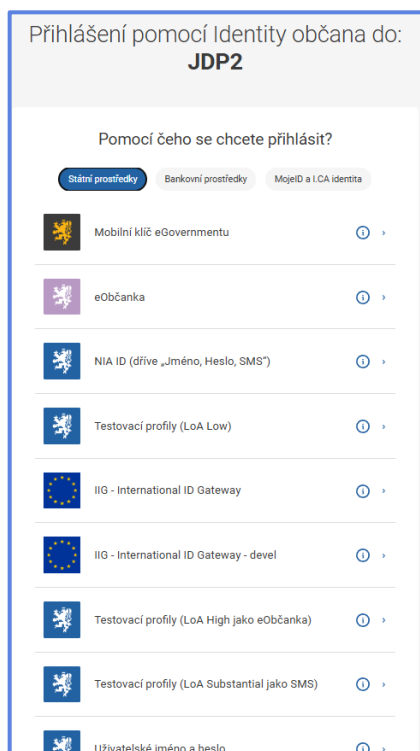 Přihlášení pomocí Identity občana do:
JDP2
Pomocí čeho se chcete přihlásit?
Státní prostředky Bankovní prostředky MojeID a I.CA identita
Mobilní klíč eGovernmentu
eObčanka
NIA ID (dříve „Jméno, Heslo, SMS“)
Testovací profily (LoA Low)
IIG - International ID Gateway
IIG - International ID Gateway - devel
Testovací profily (LoA High jako eObčanka)
Testovací profily (LoA Substantial jako SMS)
Uživatelské jméno a heslo